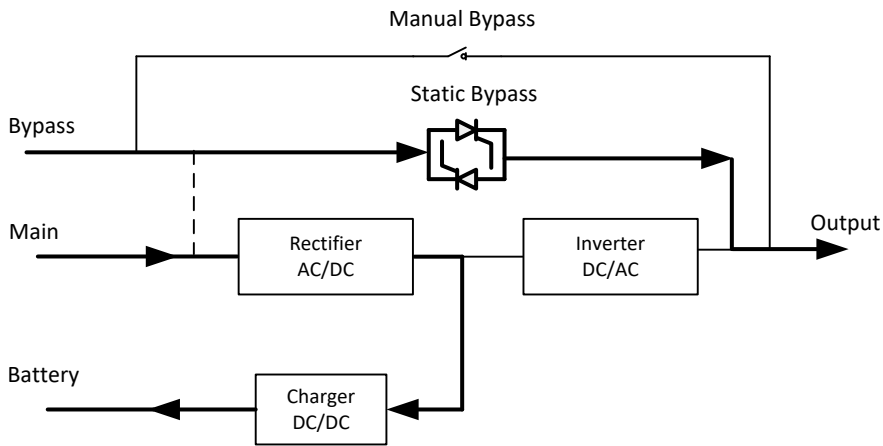 Manual Bypass
Static Bypass
Bypass
Main
Rectifier
AC/DC
Inverter
DC/AC
Output
Battery
Charger
DC/DC